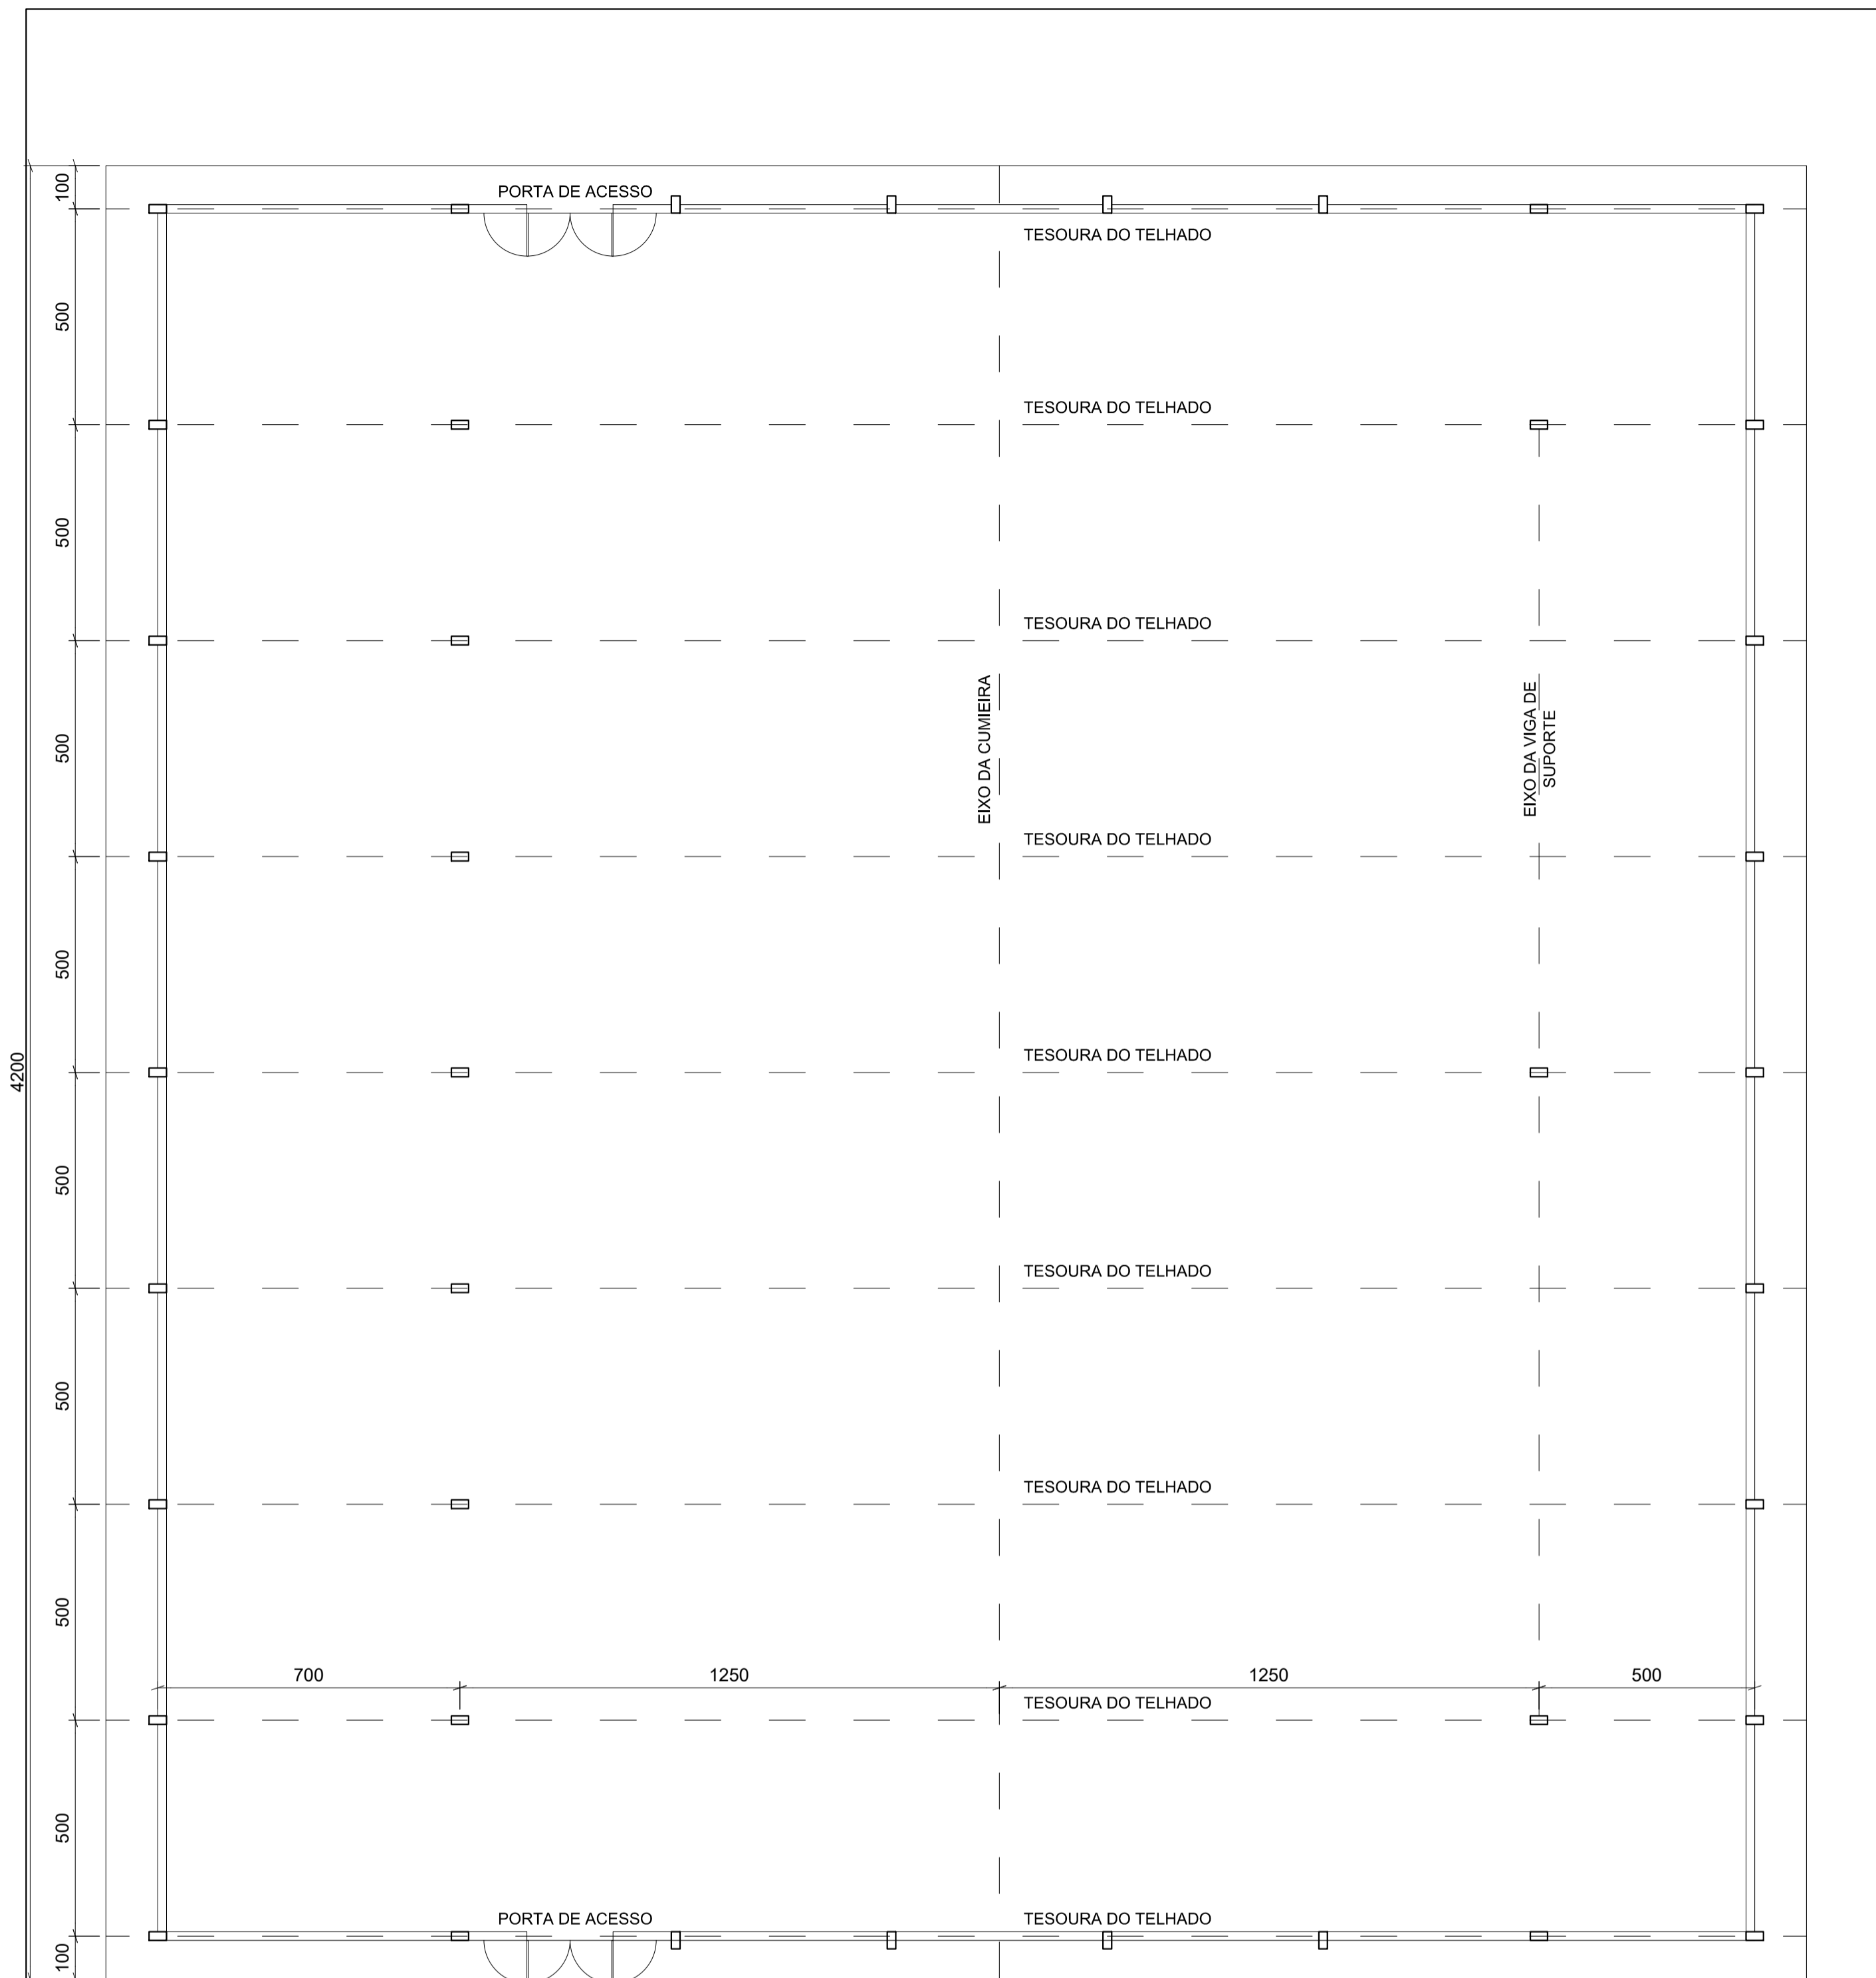 100
PORTA DE ACESSO
TESOURA DO TELHADO
500
TESOURA DO TELHADO
500
TESOURA DO TELHADO
EIXO DA CUMIEIRA
EIXO DA VIGA DE
SUPORTE
500
TESOURA DO TELHADO
500
4200
TESOURA DO TELHADO
500
TESOURA DO TELHADO
500
TESOURA DO TELHADO
500
700
1250
1250
500
TESOURA DO TELHADO
500
PORTA DE ACESSO
TESOURA DO TELHADO
100